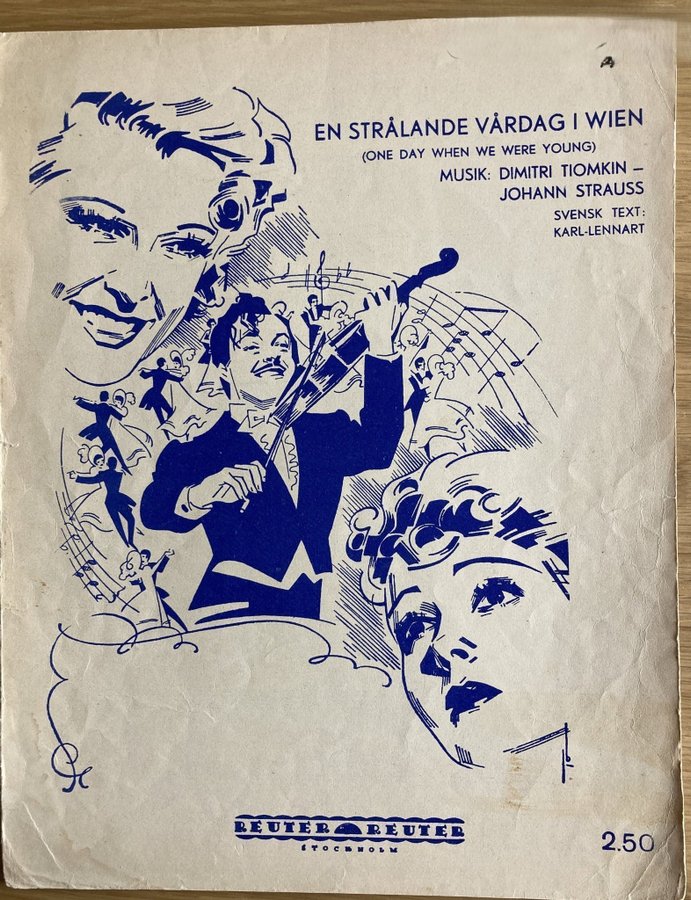 A
EN STRÅLANDE VÅRDAG I WIEN
(ONE DAY WHEN WE WERE YOUNG)
MUSIK: DIMITRI TIOMKIN –
JOHANN STRAUSS
SVENSK TEXT:
KARL-LENNART
REUTER REUTER
STOCKHOLM
2.50